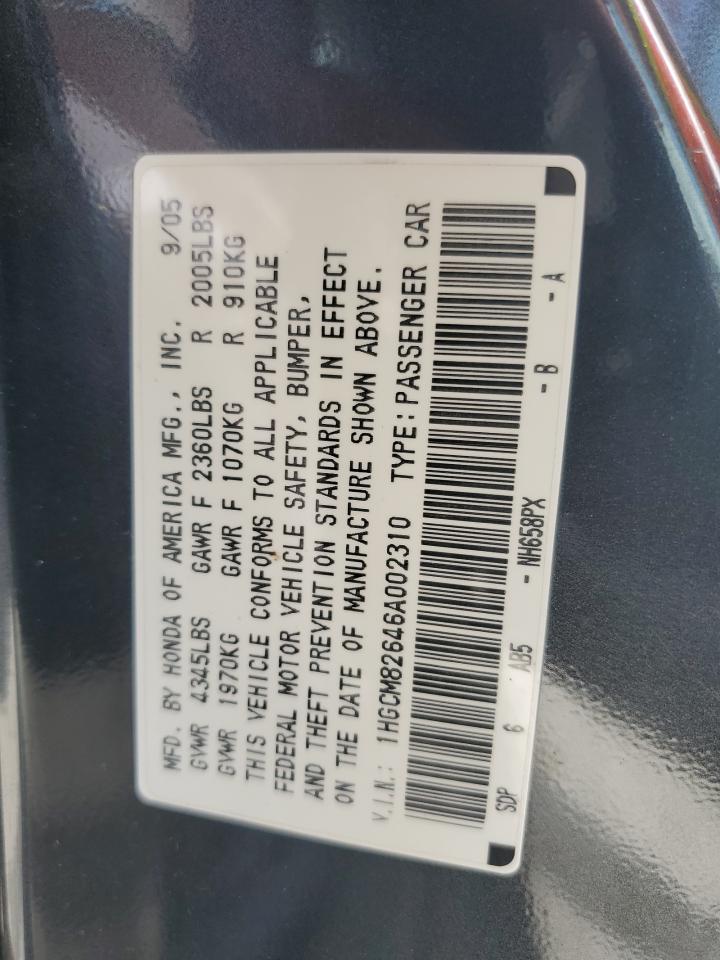 MFD. BY HONDA OF AMERICA MFG., INC. 9/05
GVWR 4345LBS GAWR F 2360LBS R 2005LBS
GVWR 1970KG GAWR F 1070KG R 910KG
THIS VEHICLE CONFORMS TO ALL APPLICABLE
FEDERAL MOTOR VEHICLE SAFETY, BUMPER,
AND THEFT PREVENTION STANDARDS IN EFFECT
ON THE DATE OF MANUFACTURE SHOWN ABOVE.
V.I.N.: 1HGCM82646A002310 TYPE:PASSENGER CAR
SDP 6 AB5 - NH658PX - B - A